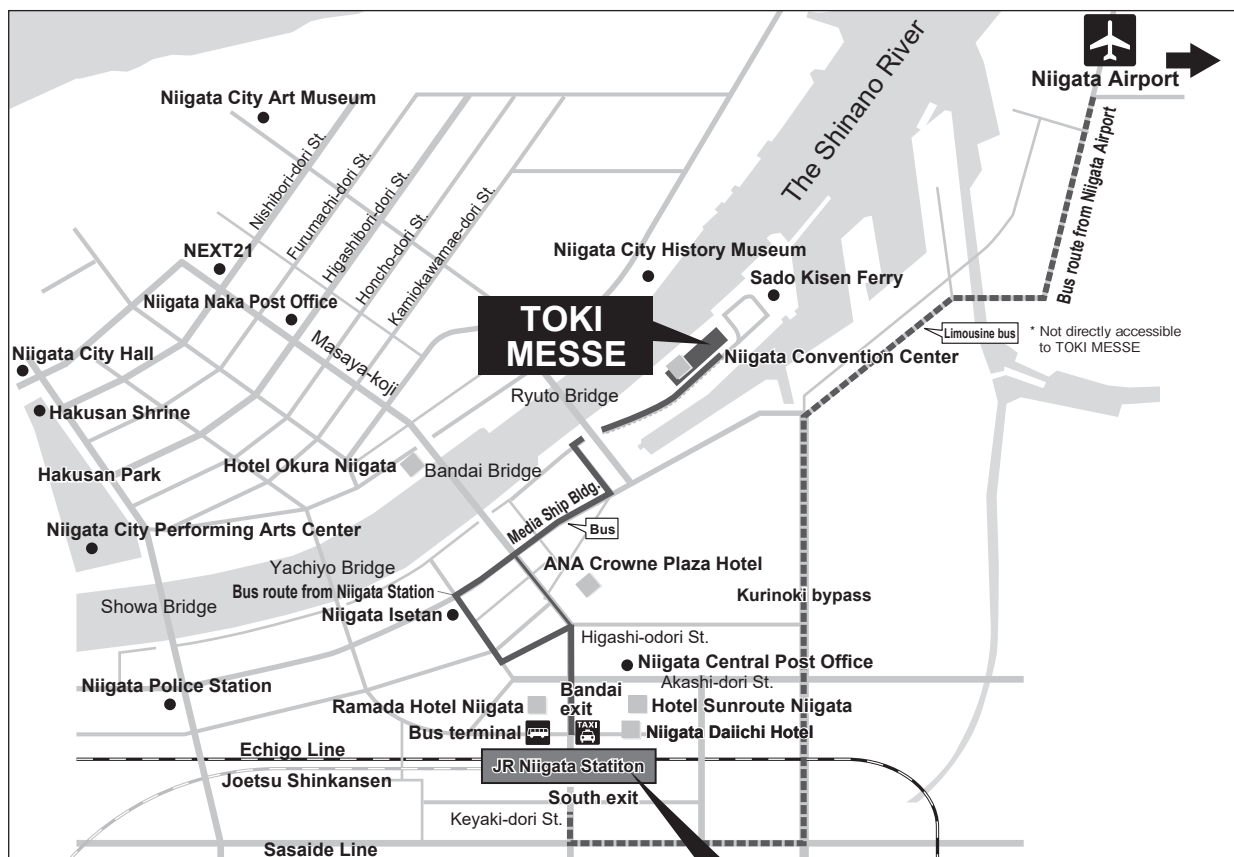 Niigata Airport
The Shinano River
Niigata City Art Museum
Nishibori-dori St.
Furumachi-dori St.
Higashibori-dori St.
Honcho-dori St.
Kamiokawamae-dori St.
Bus route from Niigata Airport
NEXT21
Niigata City History Museum
Sado Kisen Ferry
Niigata Naka Post Office
TOKI
MESSE
Masaya-koji
Limousine bus
* Not directly accessible
to TOKI MESSE
Niigata City Hall
Niigata Convention Center
Ryuto Bridge
Hakusan Shrine
Hotel Okura Niigata
Bandai Bridge
Hakusan Park
Media Ship Bldg.
Bus
Niigata City Performing Arts Center
ANA Crowne Plaza Hotel
Yachiyo Bridge
Bus route from Niigata Station
Kurinoki bypass
Showa Bridge
Niigata Isetan
Higashi-odori St.
Niigata Central Post Office
Akashi-dori St.
Niigata Police Station
Bandai
exit
Ramada Hotel Niigata
Hotel Sunroute Niigata
Bus terminal
TAXI
Niigata Daiichi Hotel
Echigo Line
JR Niigata Statiton
Joetsu Shinkansen
South exit
Keyaki-dori St.
Sasaide Line